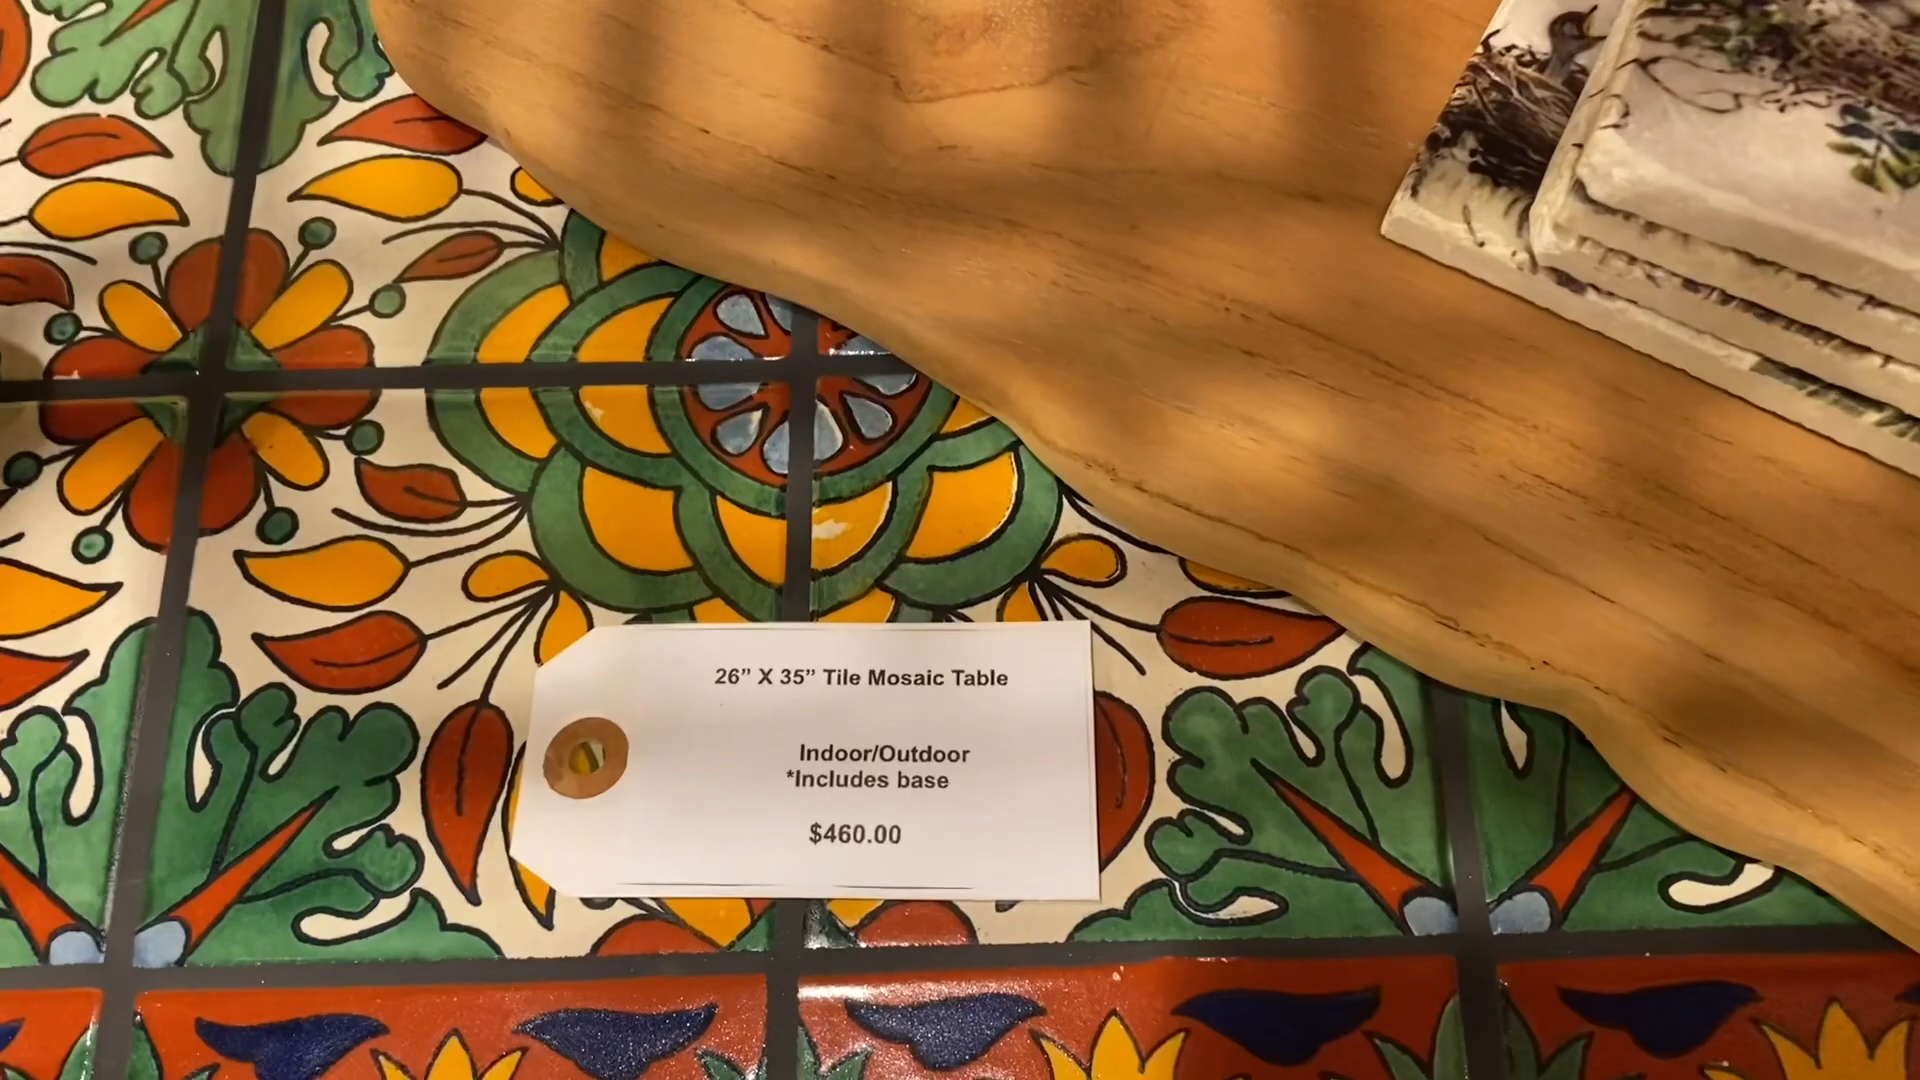 26” X 35” Tile Mosaic Table
Indoor/Outdoor
*Includes base
$460.00